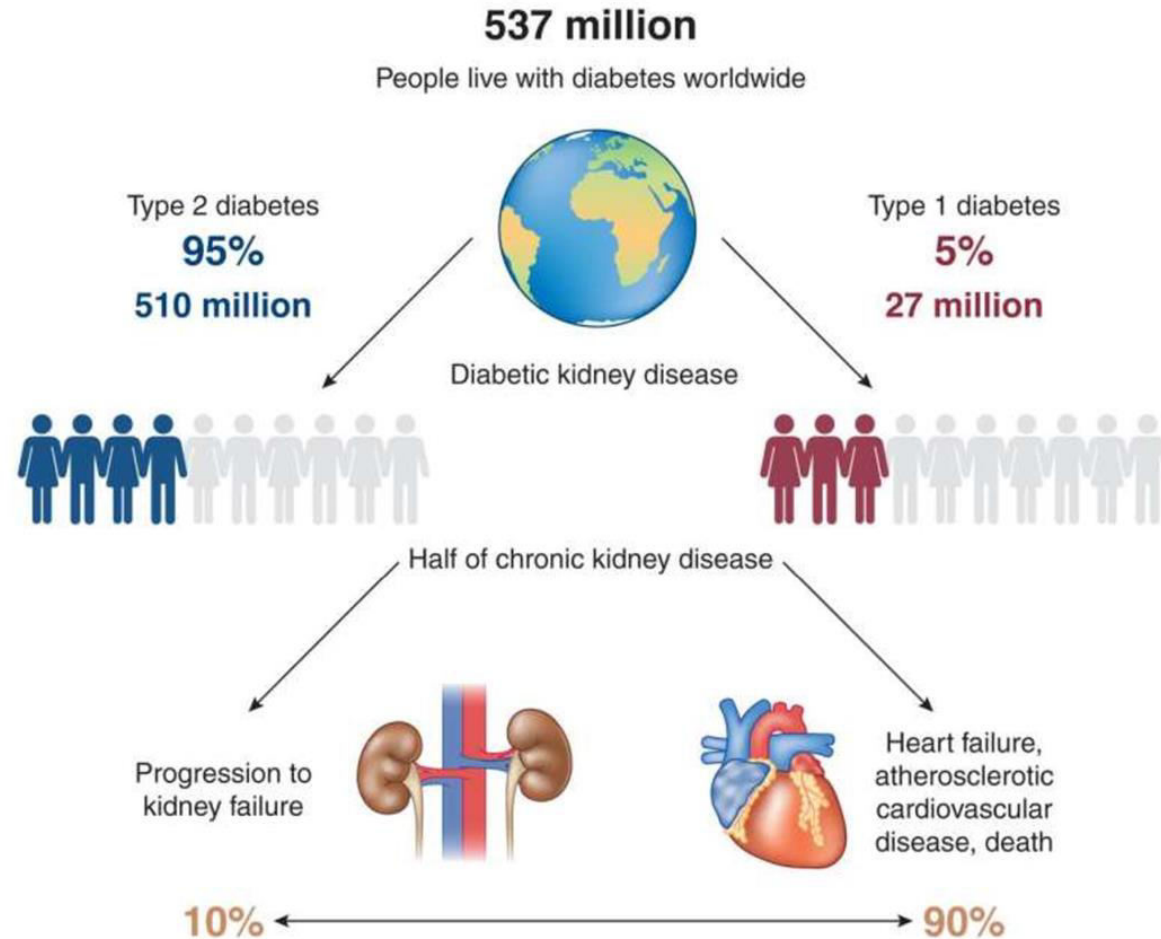 537 million
People live with diabetes worldwide
Type 2 diabetes
95%
510 million
Type 1 diabetes
5%
27 million
Diabetic kidney disease
Half of chronic kidney disease
Progression to
kidney failure
Heart failure,
atherosclerotic
cardiovascular
disease, death
10%
90%